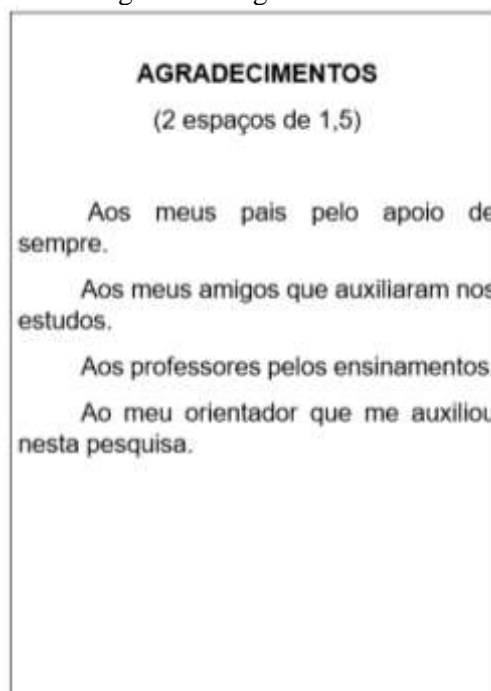 AGRADECIMENTOS
(2 espaços de 1,5)
Aos meus pais pelo apoio de
sempre.
Aos meus amigos que auxiliaram nos
estudos.
Aos professores pelos ensinamentos
Ao meu orientador que me auxiliou
nesta pesquisa.